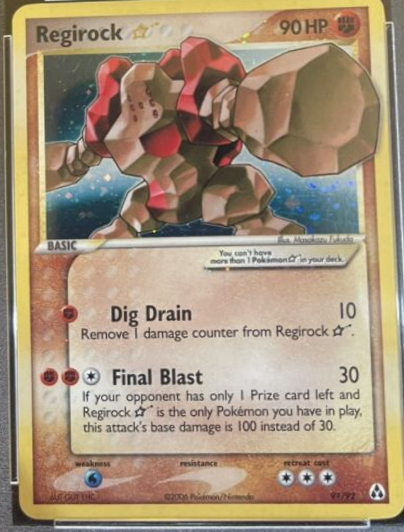 Regirock ☆ 90 HP
Illus. Masakazu Fukuda
BASIC
You can't have
more than 1 Pokémon ☆ in your deck.
Dig Drain 10
Remove 1 damage counter from Regirock ☆.
Final Blast 30
If your opponent has only 1 Prize card left and
Regirock ☆ is the only Pokémon you have in play,
this attack's base damage is 100 instead of 30.
weakness resistance retreat cost
©2006 Pokémon/Nintendo 91/92